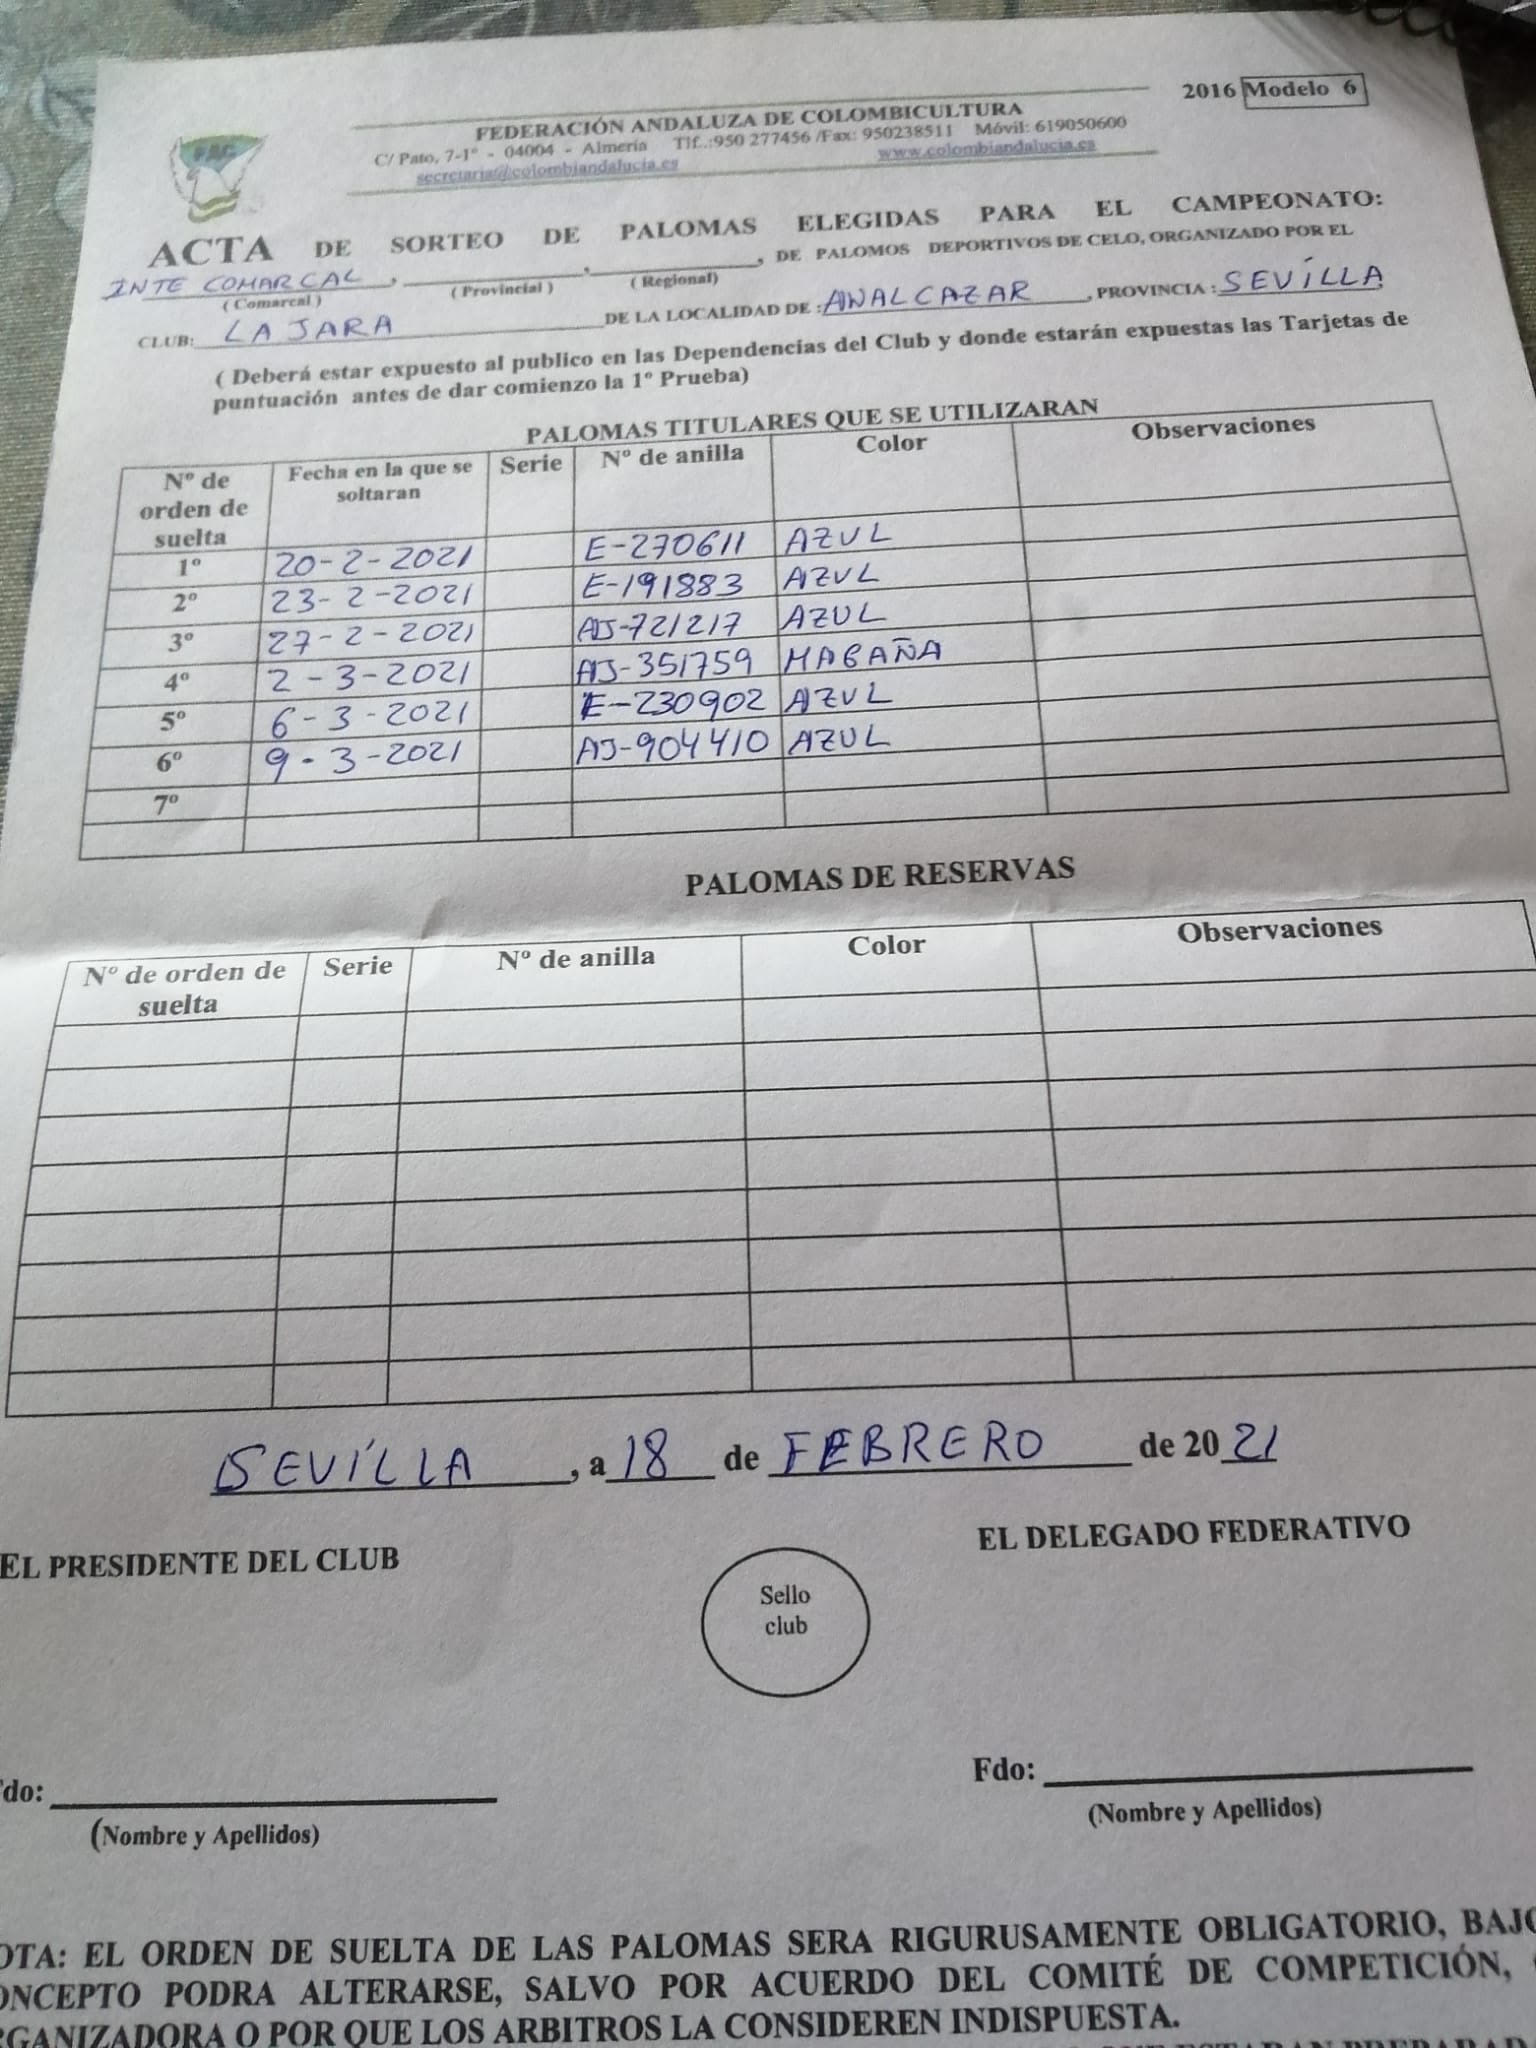 2016 Modelo 6
FEDERACIÓN ANDALUZA DE COLOMBICULTURA
C/ Pato, 7-1º - 04004 - Almería Tlf.:950 277456 /Fax: 950238511 Móvil: 619050600
secretaria@colombiandalucia.es www.colombiandalucia.es
FAC
ACTA DE SORTEO DE PALOMAS ELEGIDAS PARA EL CAMPEONATO:
INTE COMARCAL, , , DE PALOMOS DEPORTIVOS DE CELO, ORGANIZADO POR EL
( Comarcal ) ( Provincial ) ( Regional)
CLUB: LA JARA DE LA LOCALIDAD DE : ANALCAZAR, PROVINCIA : SEVILLA
( Deberá estar expuesto al publico en las Dependencias del Club y donde estarán expuestas las Tarjetas de
puntuación antes de dar comienzo la 1º Prueba)
PALOMAS TITULARES QUE SE UTILIZARAN
Nº de orden de suelta Fecha en la que se soltaran Serie Nº de anilla Color Observaciones
1º 20-2-2021 E-270611 AZUL
2º 23-2-2021 E-191883 AZUL
3º 27-2-2021 AJ-721217 AZUL
4º 2-3-2021 AJ-351759 MAGAÑA
5º 6-3-2021 E-230902 AZUL
6º 9-3-2021 AJ-904410 AZUL
7º
PALOMAS DE RESERVAS
Nº de orden de suelta Serie Nº de anilla Color Observaciones
SEVILLA, a 18 de FEBRERO de 2021
EL PRESIDENTE DEL CLUB EL DELEGADO FEDERATIVO
Sello
club
do: Fdo:
(Nombre y Apellidos) (Nombre y Apellidos)
OTA: EL ORDEN DE SUELTA DE LAS PALOMAS SERA RIGURUSAMENTE OBLIGATORIO, BAJO
ONCEPTO PODRA ALTERARSE, SALVO POR ACUERDO DEL COMITÉ DE COMPETICIÓN,
RGANIZADORA O POR QUE LOS ARBITROS LA CONSIDEREN INDISPUESTA.